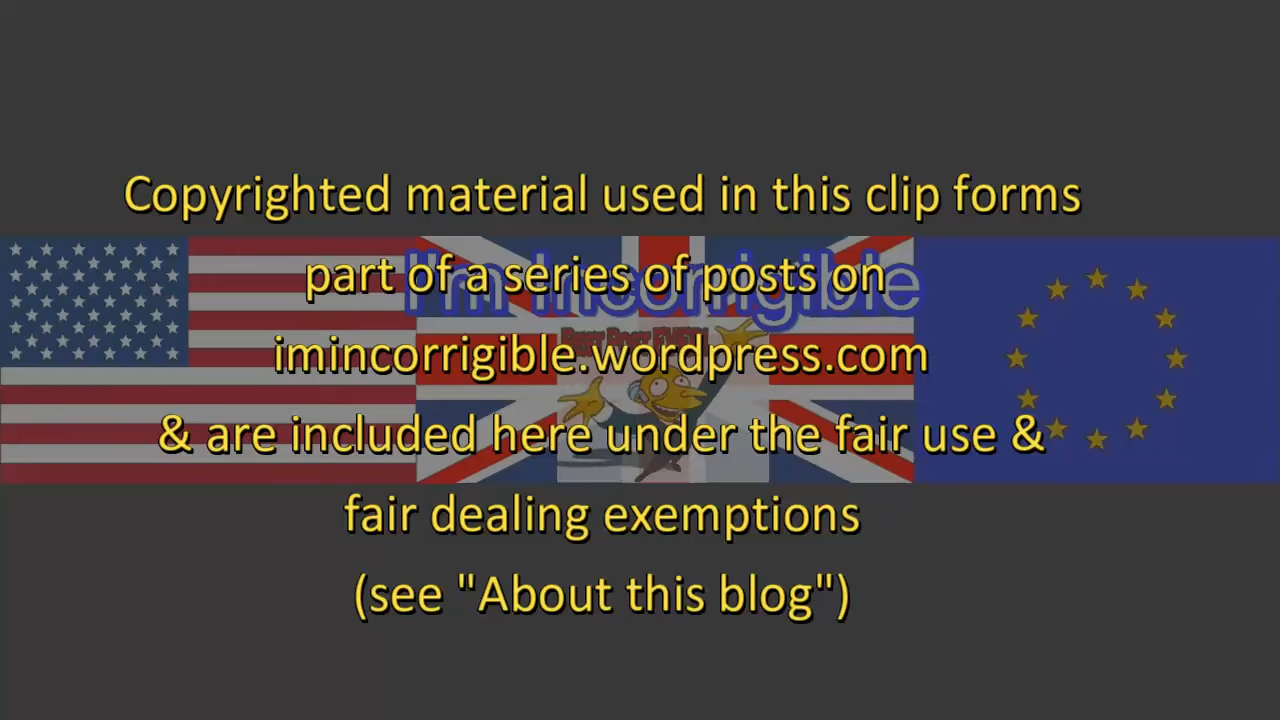 Copyrighted material used in this clip forms
part of a series of posts on
I'm Incorrigible
imincorrigible.wordpress.com
& are included here under the fair use &
fair dealing exemptions
(see "About this blog")